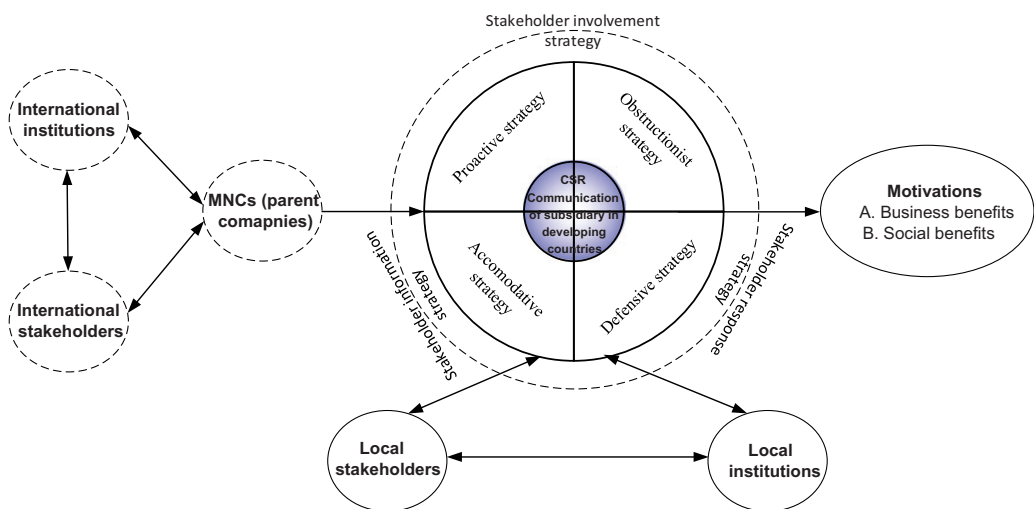 Stakeholder involvement
strategy
International
institutions
MNCs (parent
comapnies)
International
stakeholders
Proactive strategy
Obstructionist
strategy
CSR
Communication
of subsidiary in
developing
countries
Accomodative
strategy
Defensive strategy
Stakeholder information
strategy
Stakeholder response
strategy
Motivations
A. Business benefits
B. Social benefits
Local
stakeholders
Local
institutions